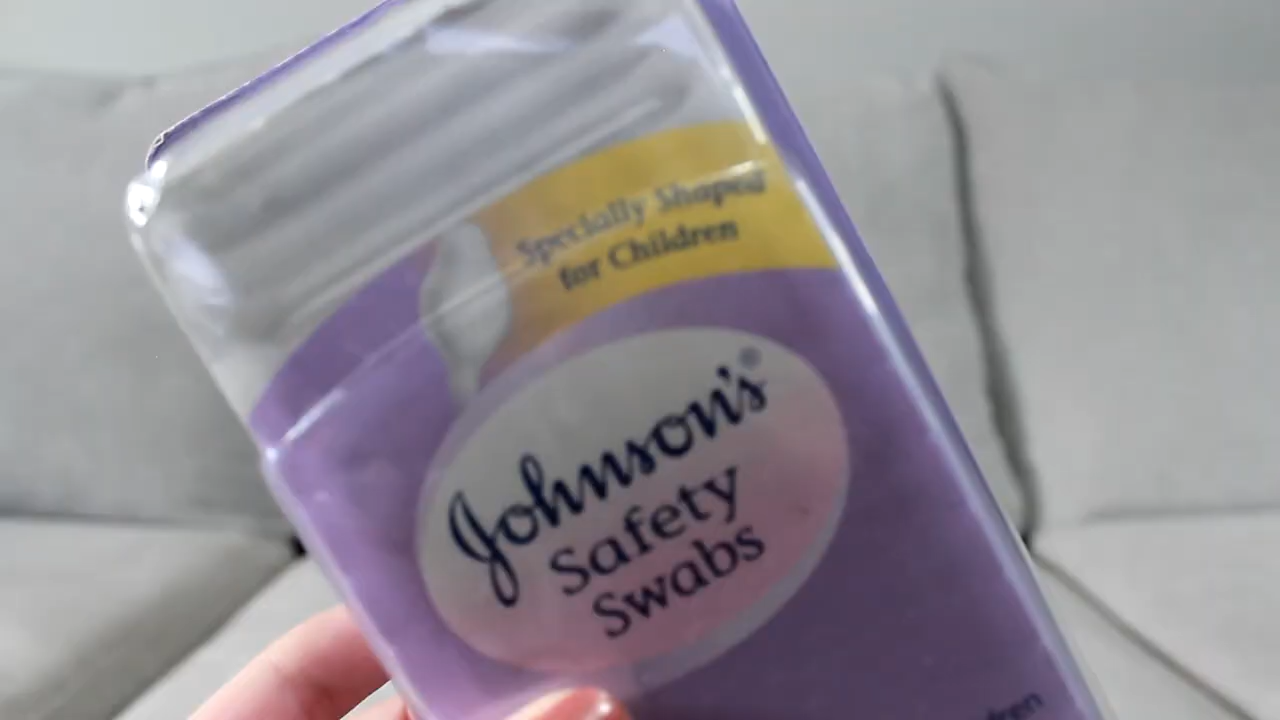 Specially Shaped
for Children
Johnson's®
Safety
Swabs